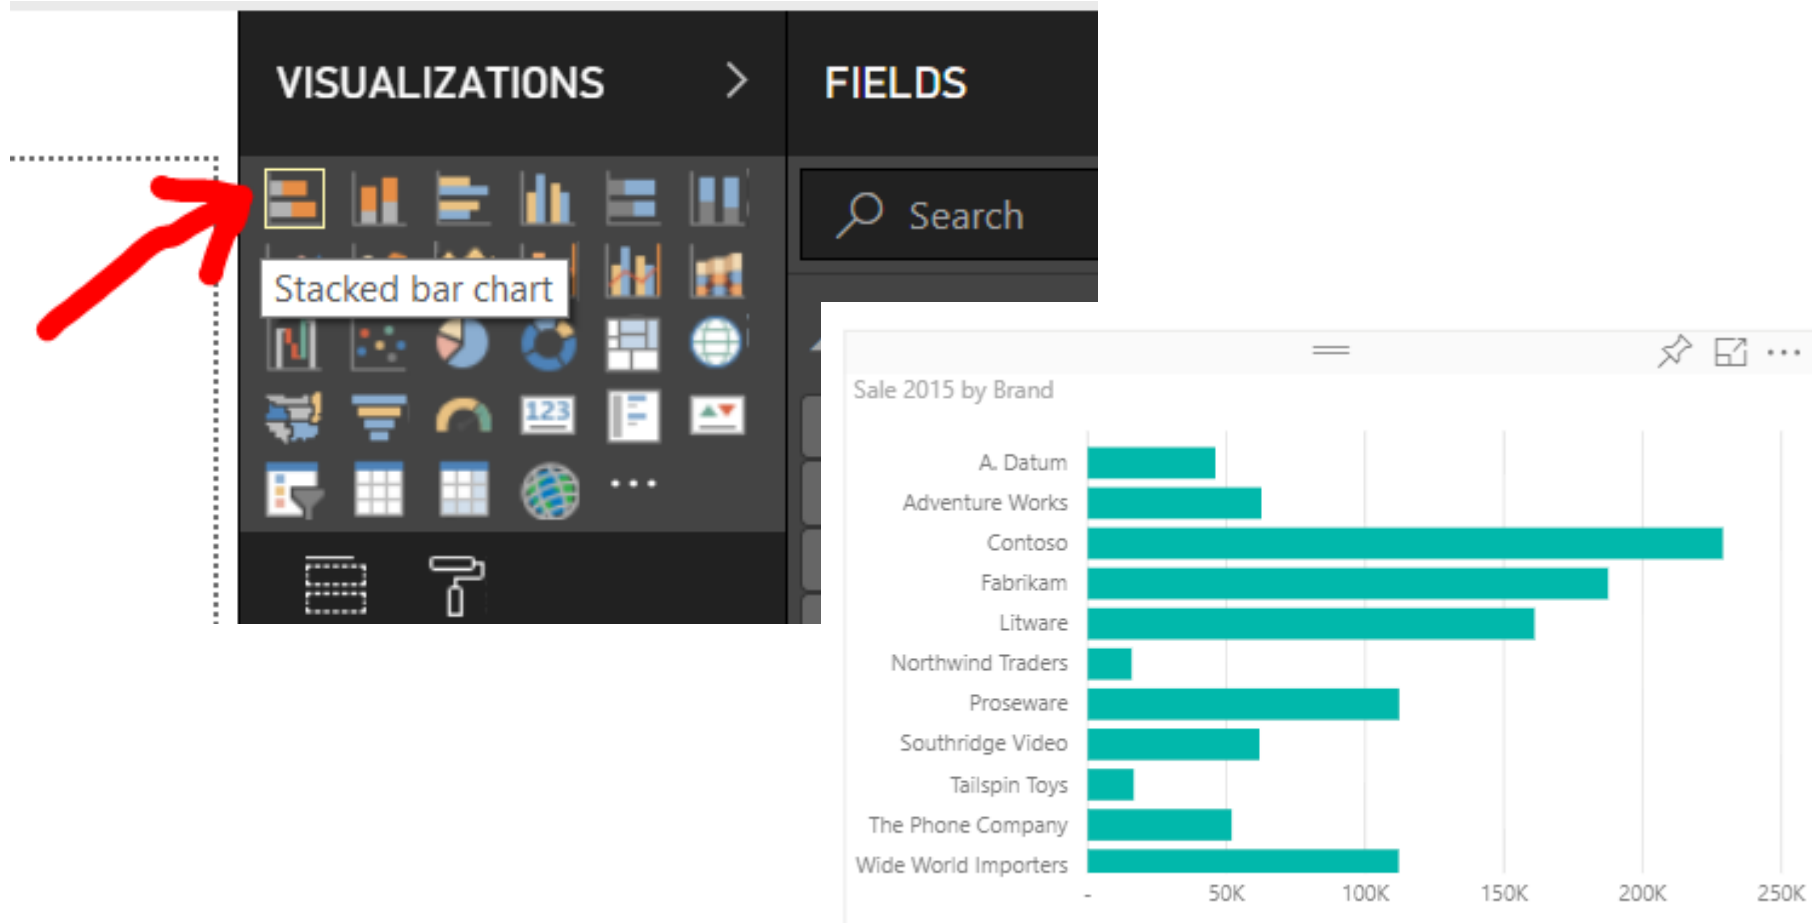 VISUALIZATIONS
FIELDS
Search
Stacked bar chart
123
Sale 2015 by Brand
A. Datum
Adventure Works
Contoso
Fabrikam
Litware
Northwind Traders
Proseware
Southridge Video
Tailspin Toys
The Phone Company
Wide World Importers
- 50K 100K 150K 200K 250K